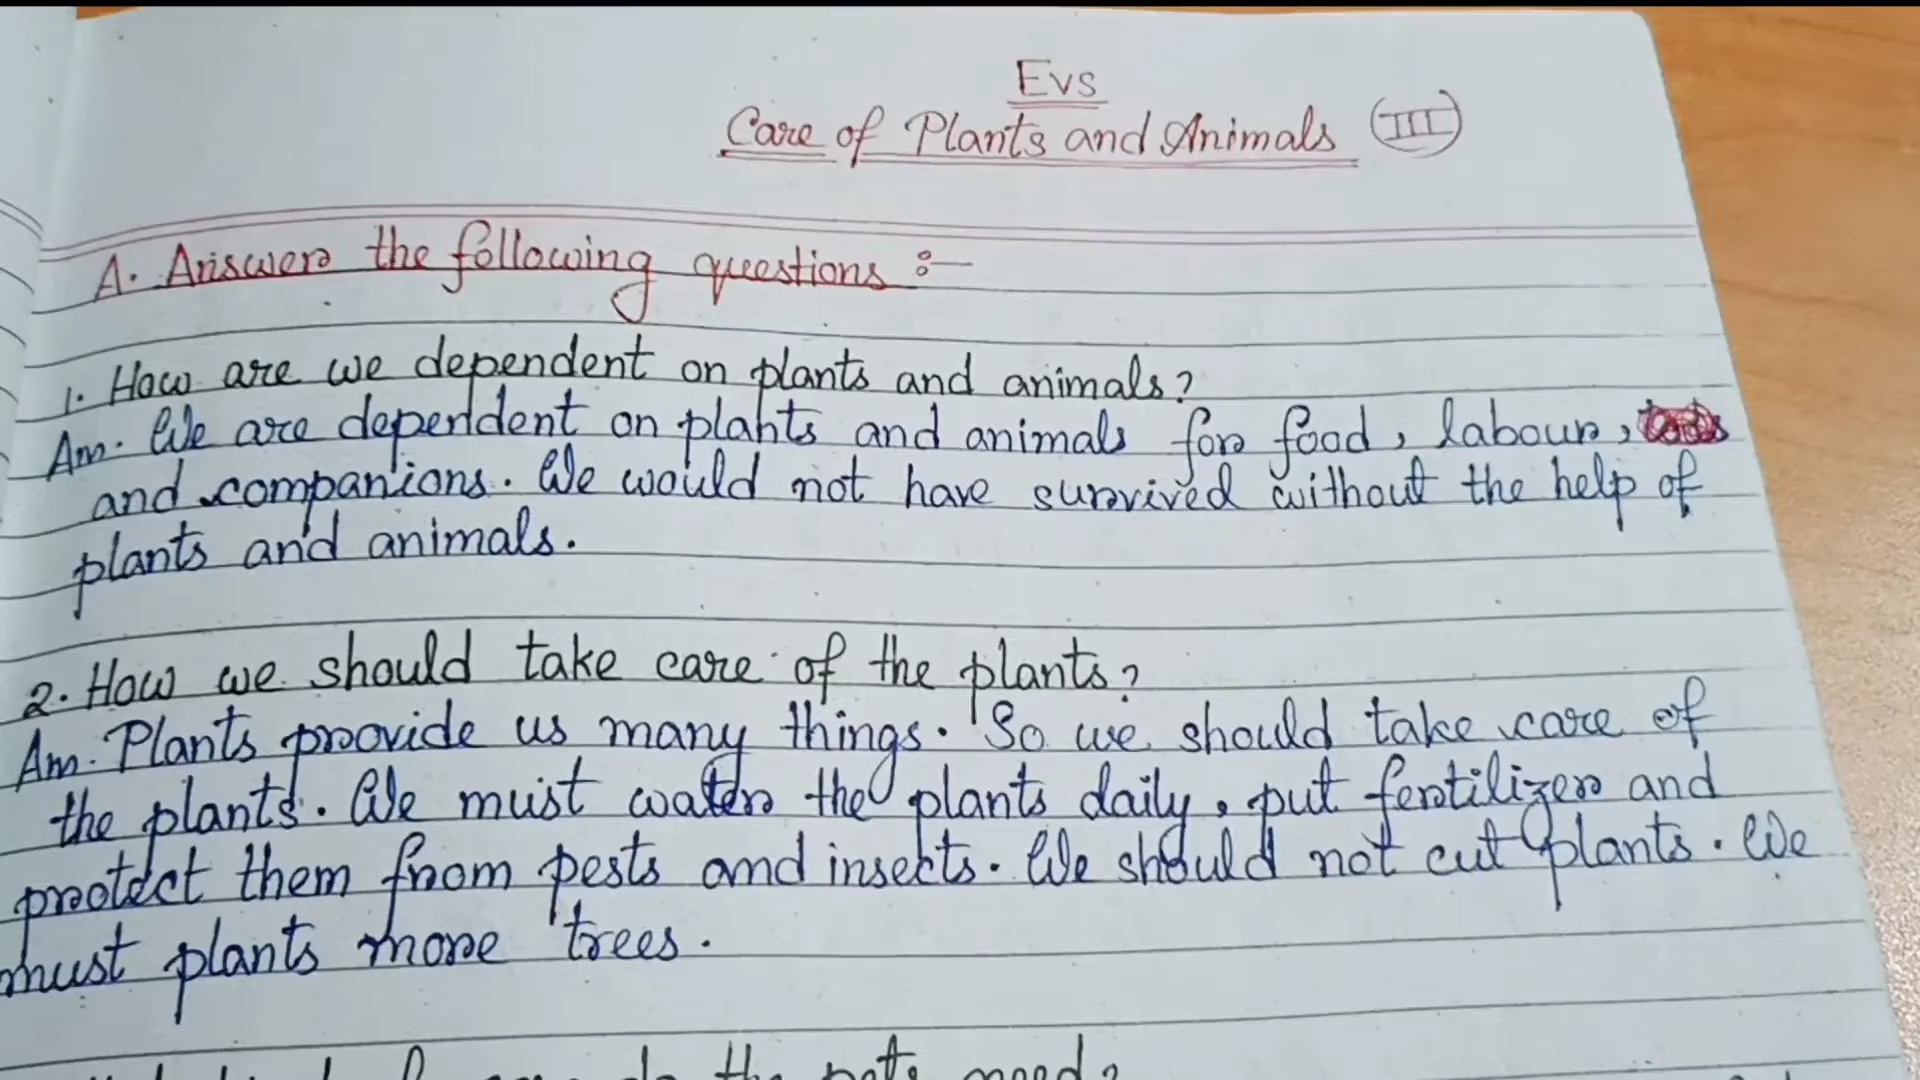 Evs
Care of Plants and Animals (III)
A. Answer the following questions :-
1. How are we dependent on plants and animals?
Ans. We are dependent on plants and animals for food, labour,
and companions. We would not have survived without the help of
plants and animals.
2. How we should take care of the plants?
Ans. Plants provide us many things. So we should take care of
the plants. We must water the plants daily, put fertilizer and
protect them from pests and insects. We should not cut plants. We
must plants more trees.
the pets need?